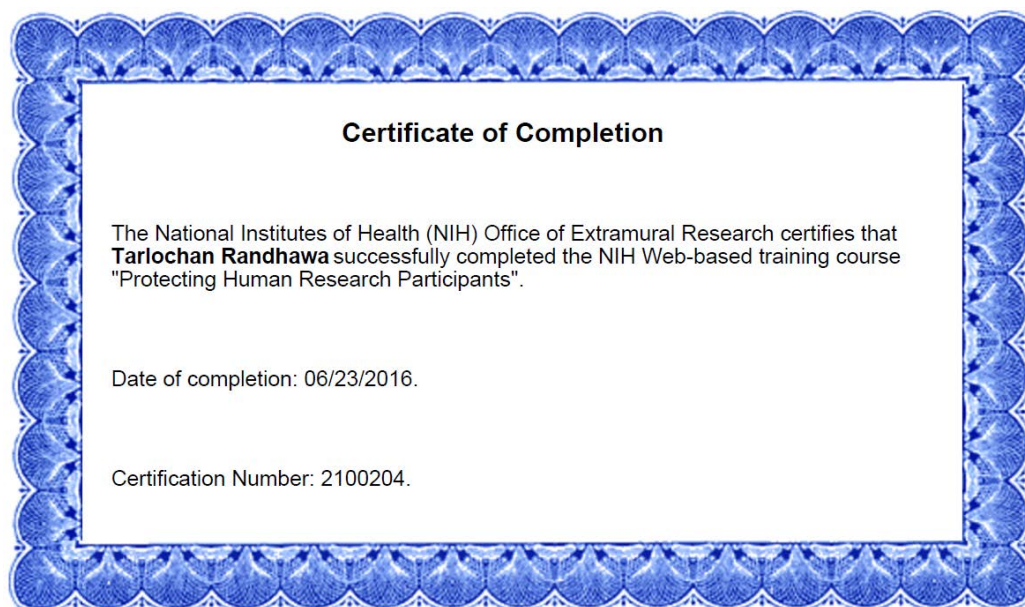 Certificate of Completion
The National Institutes of Health (NIH) Office of Extramural Research certifies that
Tarlochan Randhawa successfully completed the NIH Web-based training course
"Protecting Human Research Participants".
Date of completion: 06/23/2016.
Certification Number: 2100204.